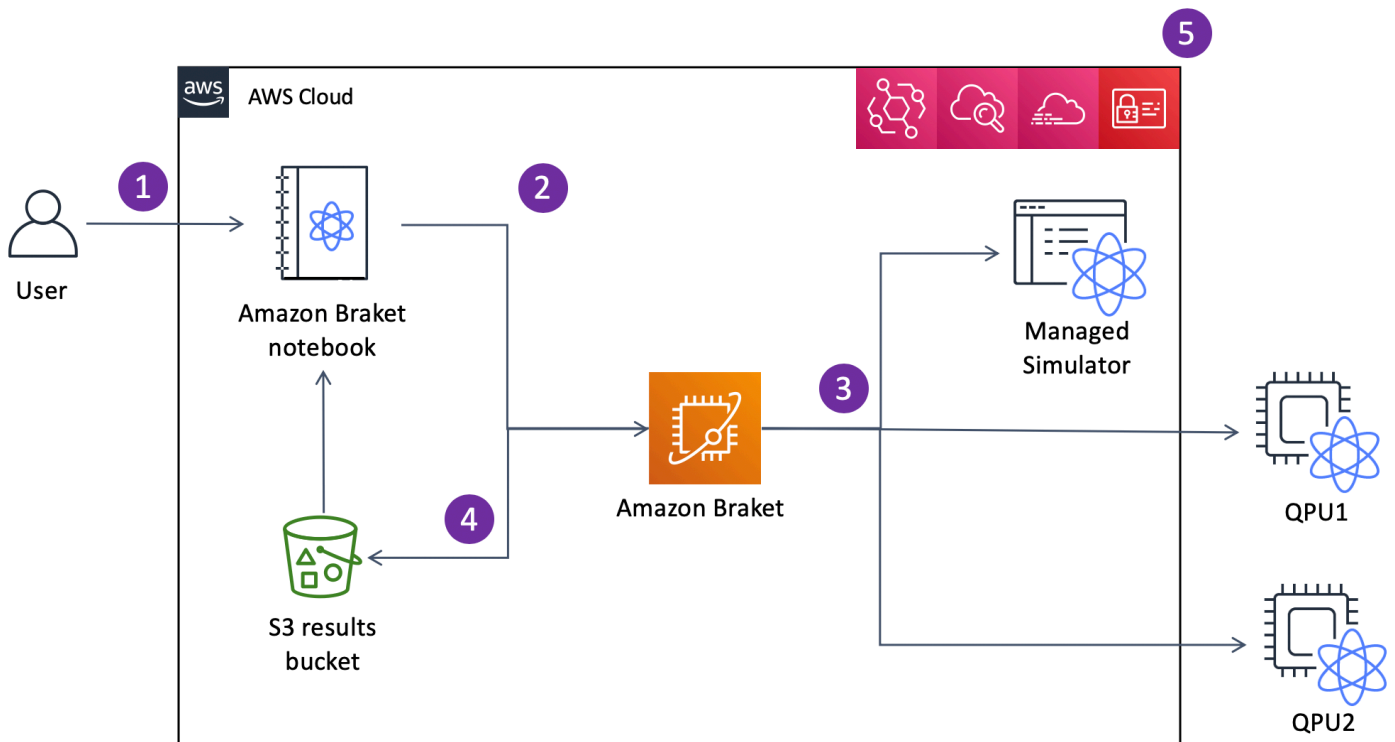 5
aws
AWS Cloud
1
2
User
Amazon Braket
notebook
Managed
Simulator
3
Amazon Braket
QPU1
4
S3 results
bucket
QPU2